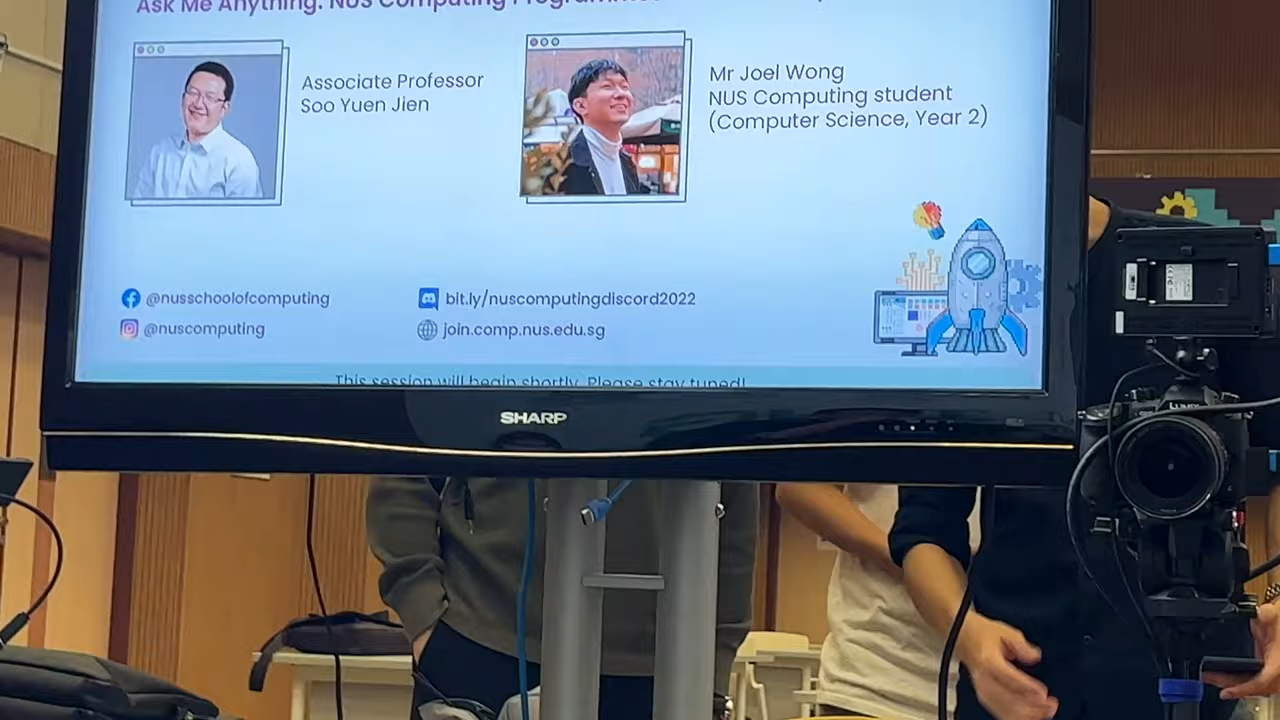 Ask Me Anything: NUS Computing
Associate Professor
Soo Yuen Jien
Mr Joel Wong
NUS Computing student
(Computer Science, Year 2)
@nusschoolofcomputing
bit.ly/nuscomputingdiscord2022
@nuscomputing
join.comp.nus.edu.sg
This session will begin shortly. Please stay tuned!
SHARP